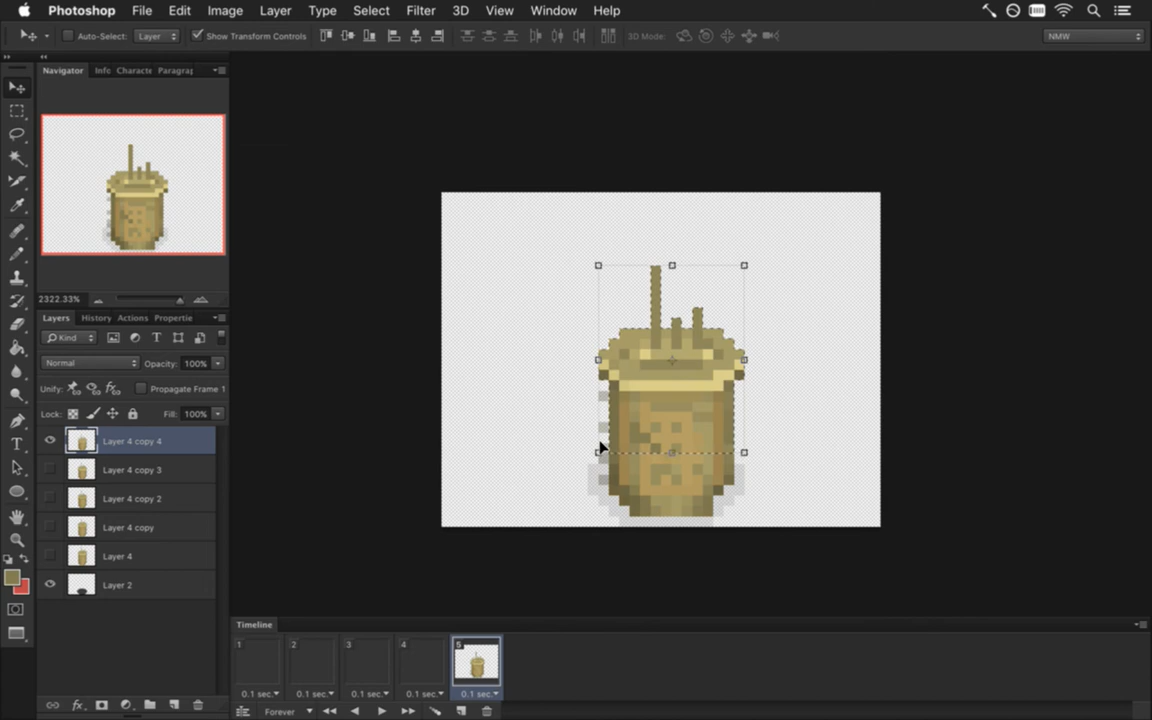 Photoshop File Edit Image Layer Type Select Filter 3D View Window Help
Auto-Select: Layer Show Transform Controls 3D Mode: NMW
Navigator Info Characte Paragrap
2322.33%
Layers History Actions Propertie
Kind T
Normal Opacity: 100%
Unify: Propagate Frame 1
Lock: Fill: 100%
Layer 4 copy 4
Layer 4 copy 3
Layer 4 copy 2
Layer 4 copy
Layer 4
Layer 2
fx
Timeline
1 2 3 4 5
0.1 sec. 0.1 sec. 0.1 sec. 0.1 sec. 0.1 sec.
Forever